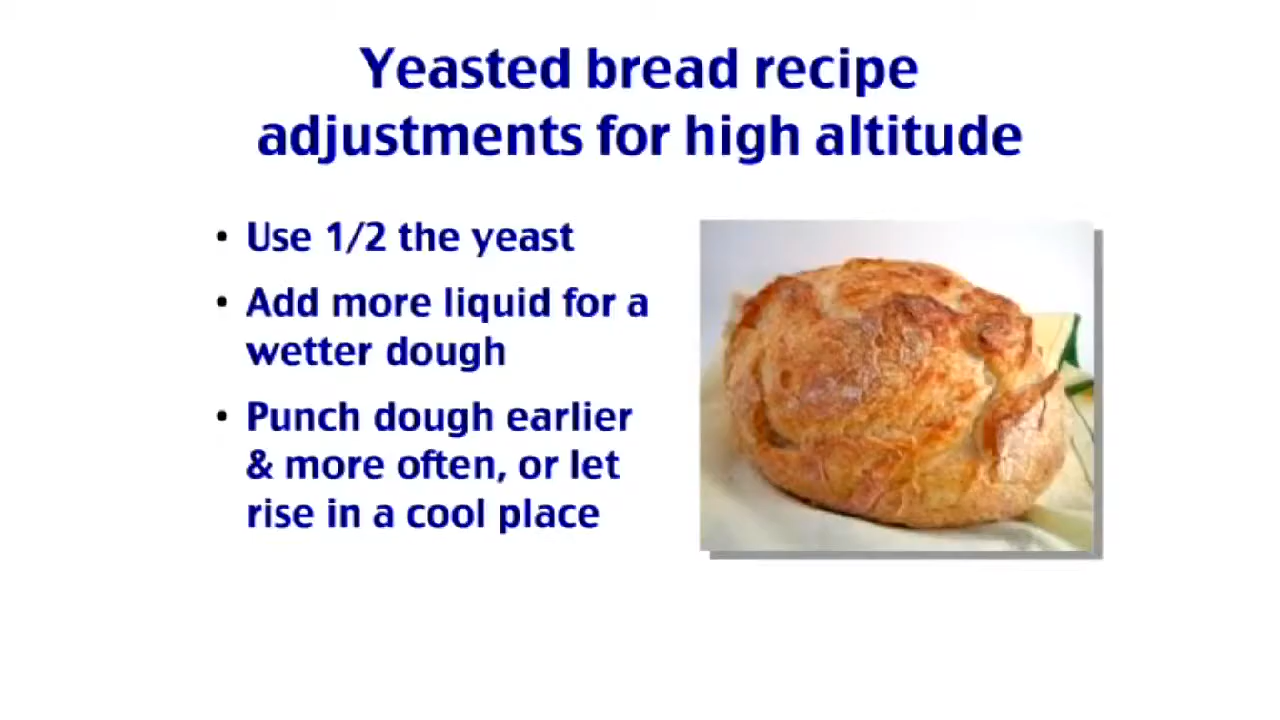 Yeasted bread recipe
adjustments for high altitude
• Use 1/2 the yeast
• Add more liquid for a
wetter dough
• Punch dough earlier
& more often, or let
rise in a cool place